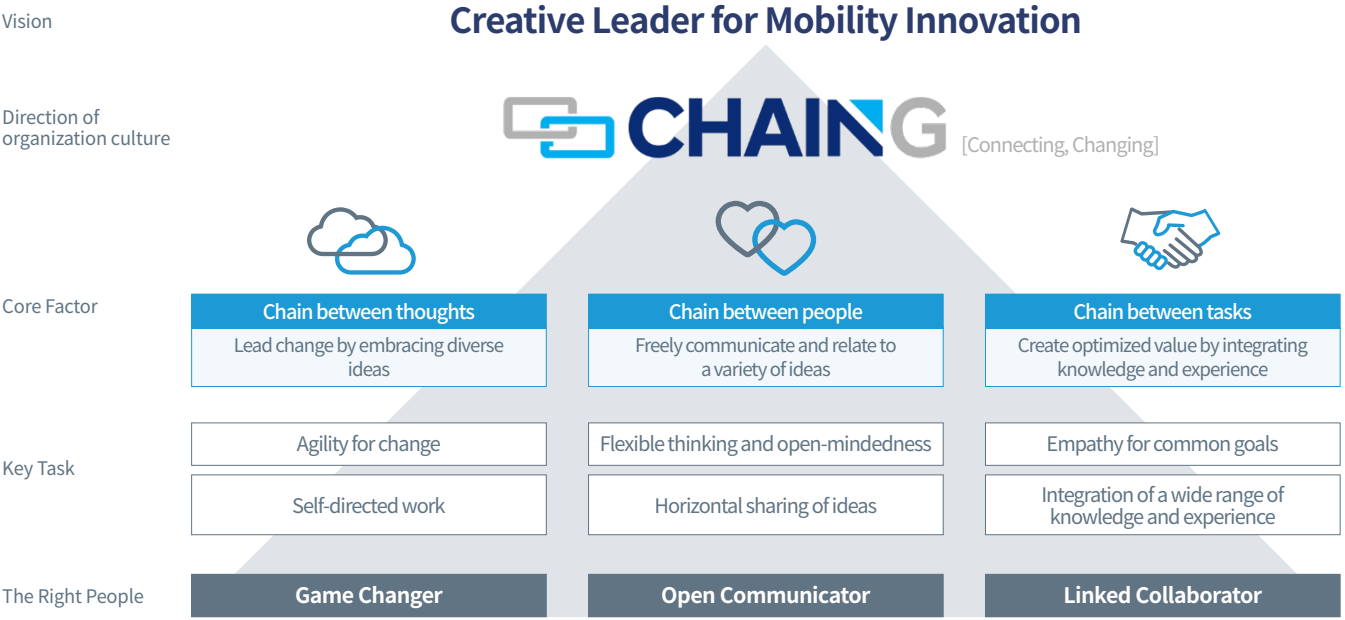 Vision
Creative Leader for Mobility Innovation
Direction of
organization culture
CHAING
[Connecting, Changing]
Core Factor
Chain between thoughts
Lead change by embracing diverse
ideas
Chain between people
Freely communicate and relate to
a variety of ideas
Chain between tasks
Create optimized value by integrating
knowledge and experience
Key Task
Agility for change
Flexible thinking and open-mindedness
Empathy for common goals
Self-directed work
Horizontal sharing of ideas
Integration of a wide range of
knowledge and experience
The Right People
Game Changer
Open Communicator
Linked Collaborator